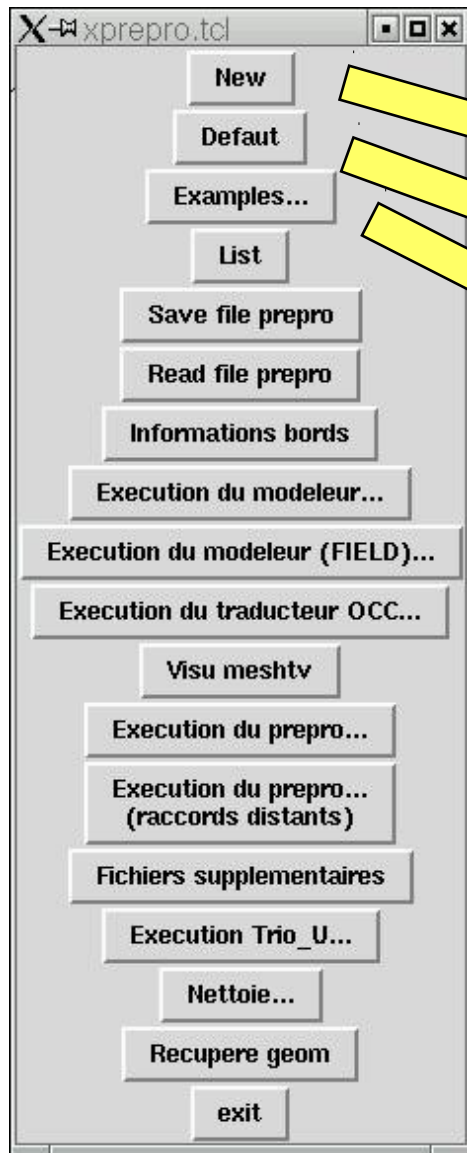 xprepro.tcl
New
Defaut
Examples...
List
Save file prepro
Read file prepro
Informations bords
Execution du modeleur...
Execution du modeleur (FIELD)...
Execution du traducteur OCC...
Visu meshtv
Execution du prepro...
Execution du prepro...
(raccords distants)
Fichiers supplementaires
Execution Trio_U...
Nettoie...
Recupere geom
exit